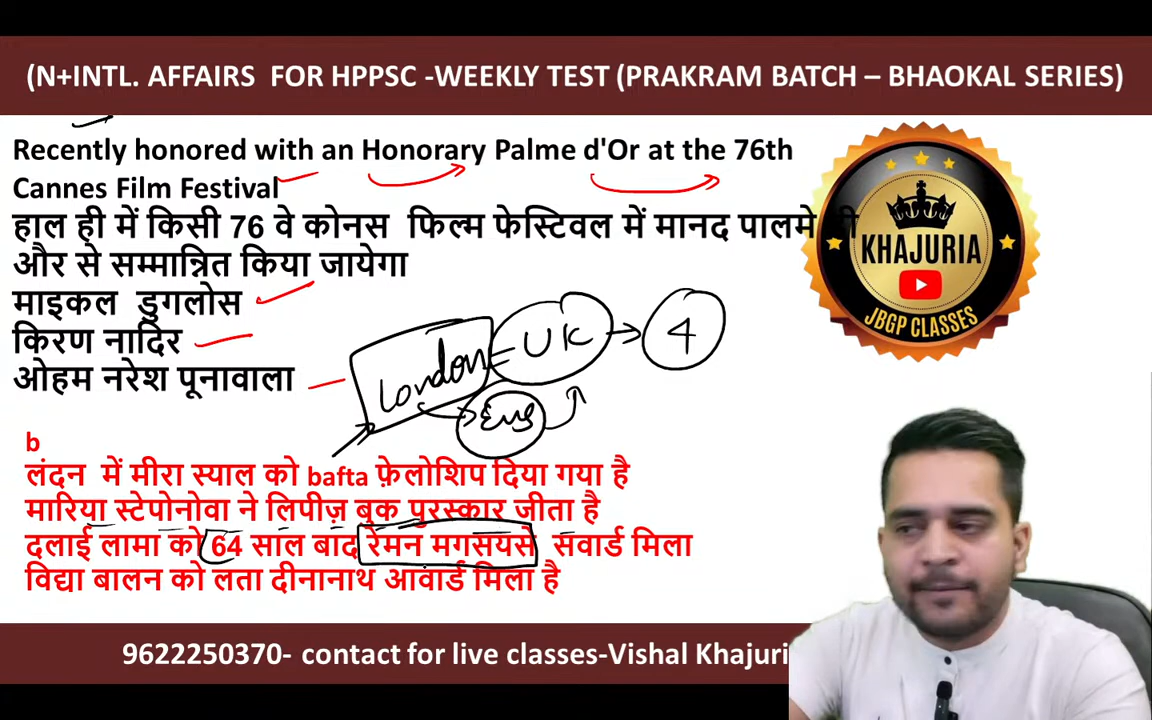 (N+INTL. AFFAIRS FOR HPPSC -WEEKLY TEST (PRAKRAM BATCH – BHAOKAL SERIES)
Recently honored with an Honorary Palme d'Or at the 76th
Cannes Film Festival
हाल ही में किसी 76 वे कोनस फिल्म फेस्टिवल में मानद पालमे
और से सम्मान्नित किया जायेगा
माइकल डुगलोस
किरण नादिर
ओहम नरेश पूनावाला
KHAJURIA
JBGP CLASSES
London = UK → 4
Eng
b
लंदन में मीरा स्याल को bafta फ़ेलोशिप दिया गया है
मारिया स्टेपोनोवा ने लिपीज़ बुक पुरस्कार जीता है
दलाई लामा को 64 साल बाद रेमन मगसयसे सवार्ड मिला
विद्या बालन को लता दीनानाथ आवार्ड मिला है
9622250370- contact for live classes-Vishal Khajuri